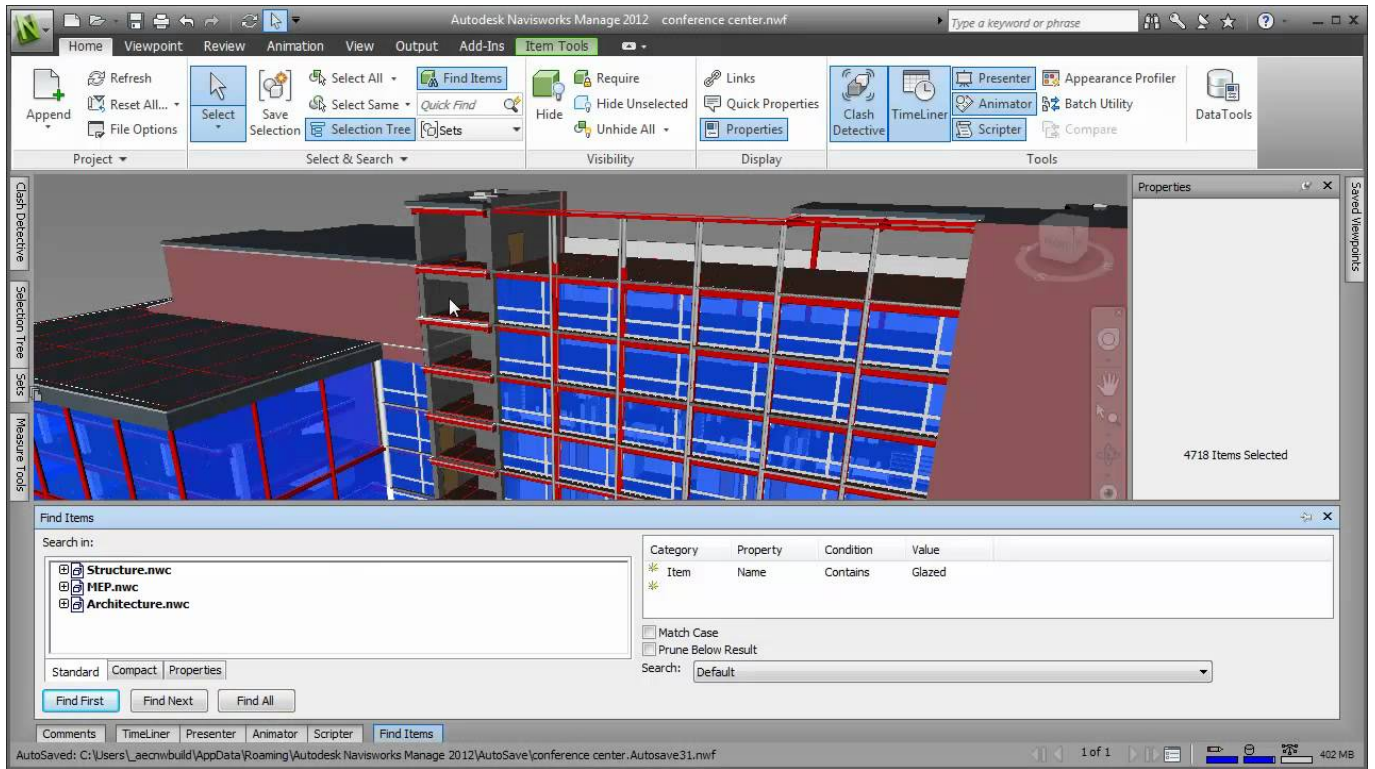 Autodesk Navisworks Manage 2012 conference center.nwf
Type a keyword or phrase
Home Viewpoint Review Animation View Output Add-Ins Item Tools
Append
Refresh
Reset All...
File Options
Project
Select
Save Selection
Select All
Select Same
Selection Tree
Find Items
Quick Find
Sets
Select & Search
Hide
Require
Hide Unselected
Unhide All
Visibility
Links
Quick Properties
Properties
Display
Clash Detective
TimeLiner
Presenter
Animator
Scripter
Appearance Profiler
Batch Utility
Compare
DataTools
Tools
Clash Detective
Selection Tree
Sets
Measure Tools
Properties
4718 Items Selected
Saved Viewpoints
Find Items
Search in:
Structure.nwc
MEP.nwc
Architecture.nwc
Standard Compact Properties
Find First Find Next Find All
Category Property Condition Value
Item Name Contains Glazed
Match Case
Prune Below Result
Search: Default
Comments TimeLiner Presenter Animator Scripter Find Items
AutoSaved: C:\Users\_aecnwbuild\AppData\Roaming\Autodesk Navisworks Manage 2012\AutoSave\conference center.Autosave31.nwf
1 of 1
402 MB